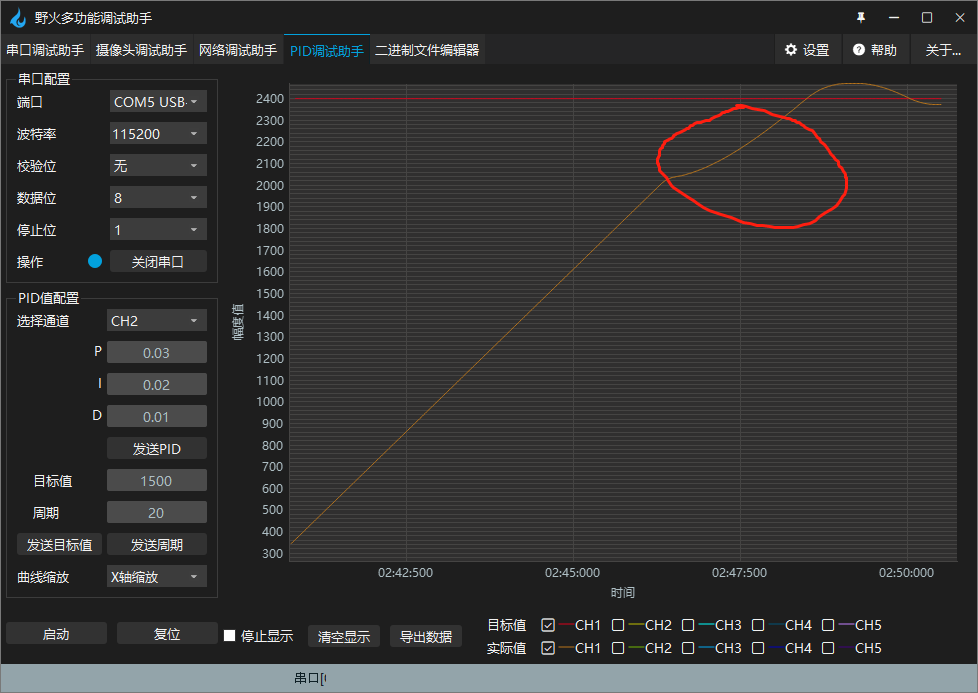 野火多功能调试助手
串口调试助手 摄像头调试助手 网络调试助手 PID调试助手 二进制文件编辑器 设置 帮助 关于...
串口配置
端口 COM5 USB-
波特率 115200
校验位 无
数据位 8
停止位 1
操作 关闭串口
PID值配置
选择通道 CH2
P 0.03
I 0.02
D 0.01
发送PID
目标值 1500
周期 20
发送目标值 发送周期
曲线缩放 X轴缩放
启动 复位 停止显示 清空显示 导出数据
幅度值
2400
2300
2200
2100
2000
1900
1800
1700
1600
1500
1400
1300
1200
1100
1000
900
800
700
600
500
400
300
02:42:500 02:45:000 02:47:500 02:50:000
时间
目标值 CH1 CH2 CH3 CH4 CH5
实际值 CH1 CH2 CH3 CH4 CH5
串口[